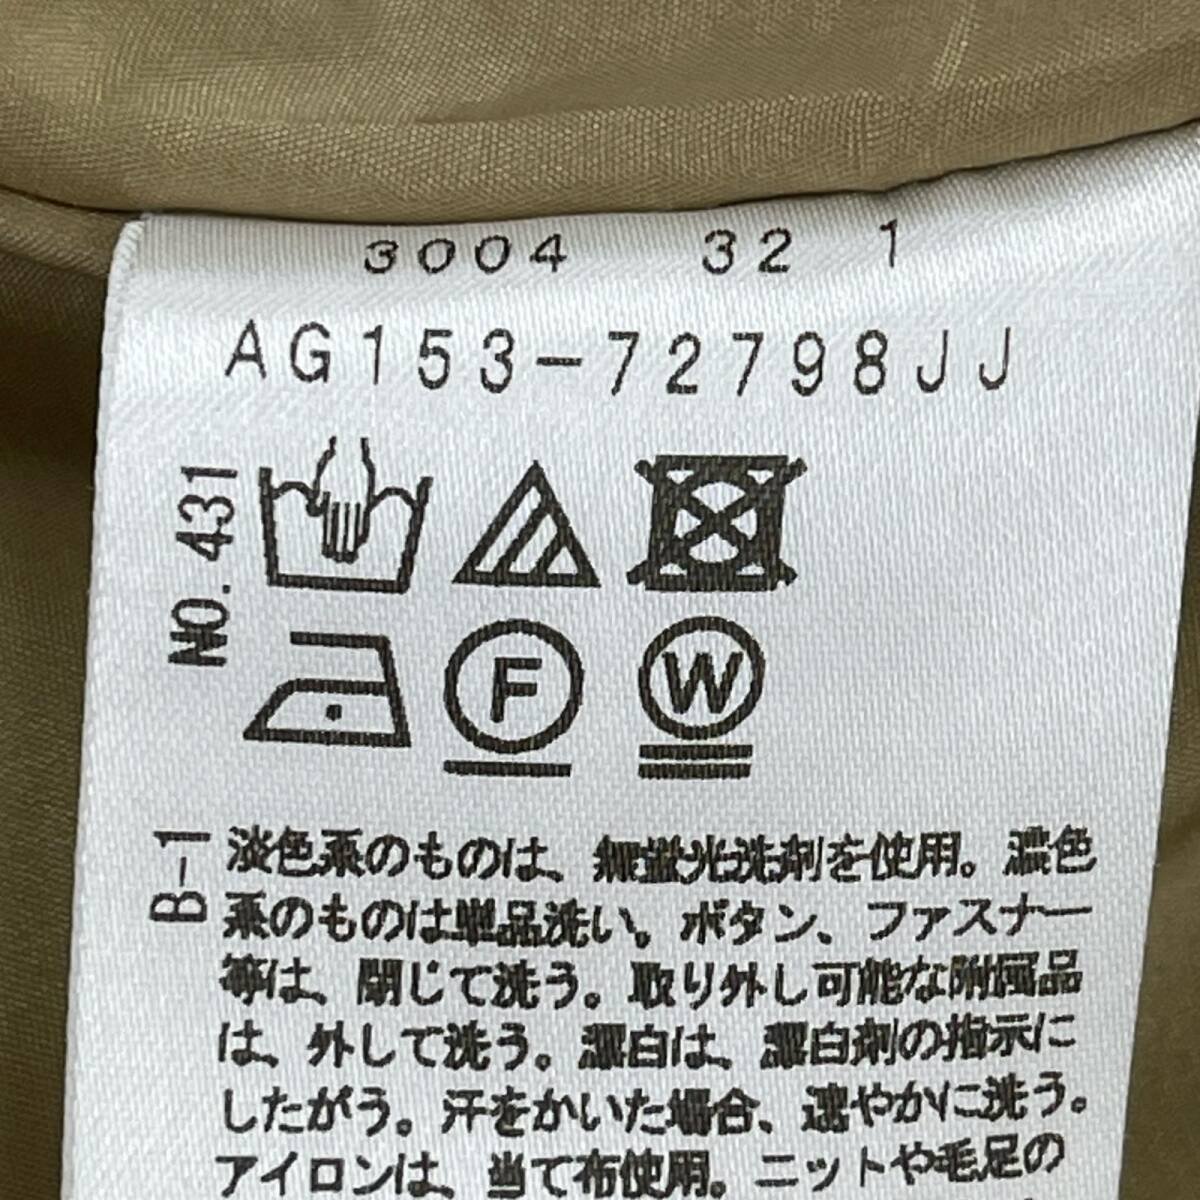 3004 32 1
AG153-72798JJ
NO.431
F W
B-1
淡色系のものは、無蛍光洗剤を使用。濃色
系のものは単品洗い。ボタン、ファスナー
等は、閉じて洗う。取り外し可能な附属品
は、外して洗う。漂白は、漂白剤の指示に
したがう。汗をかいた場合、速やかに洗う。
アイロンは、当て布使用。ニットや毛足の